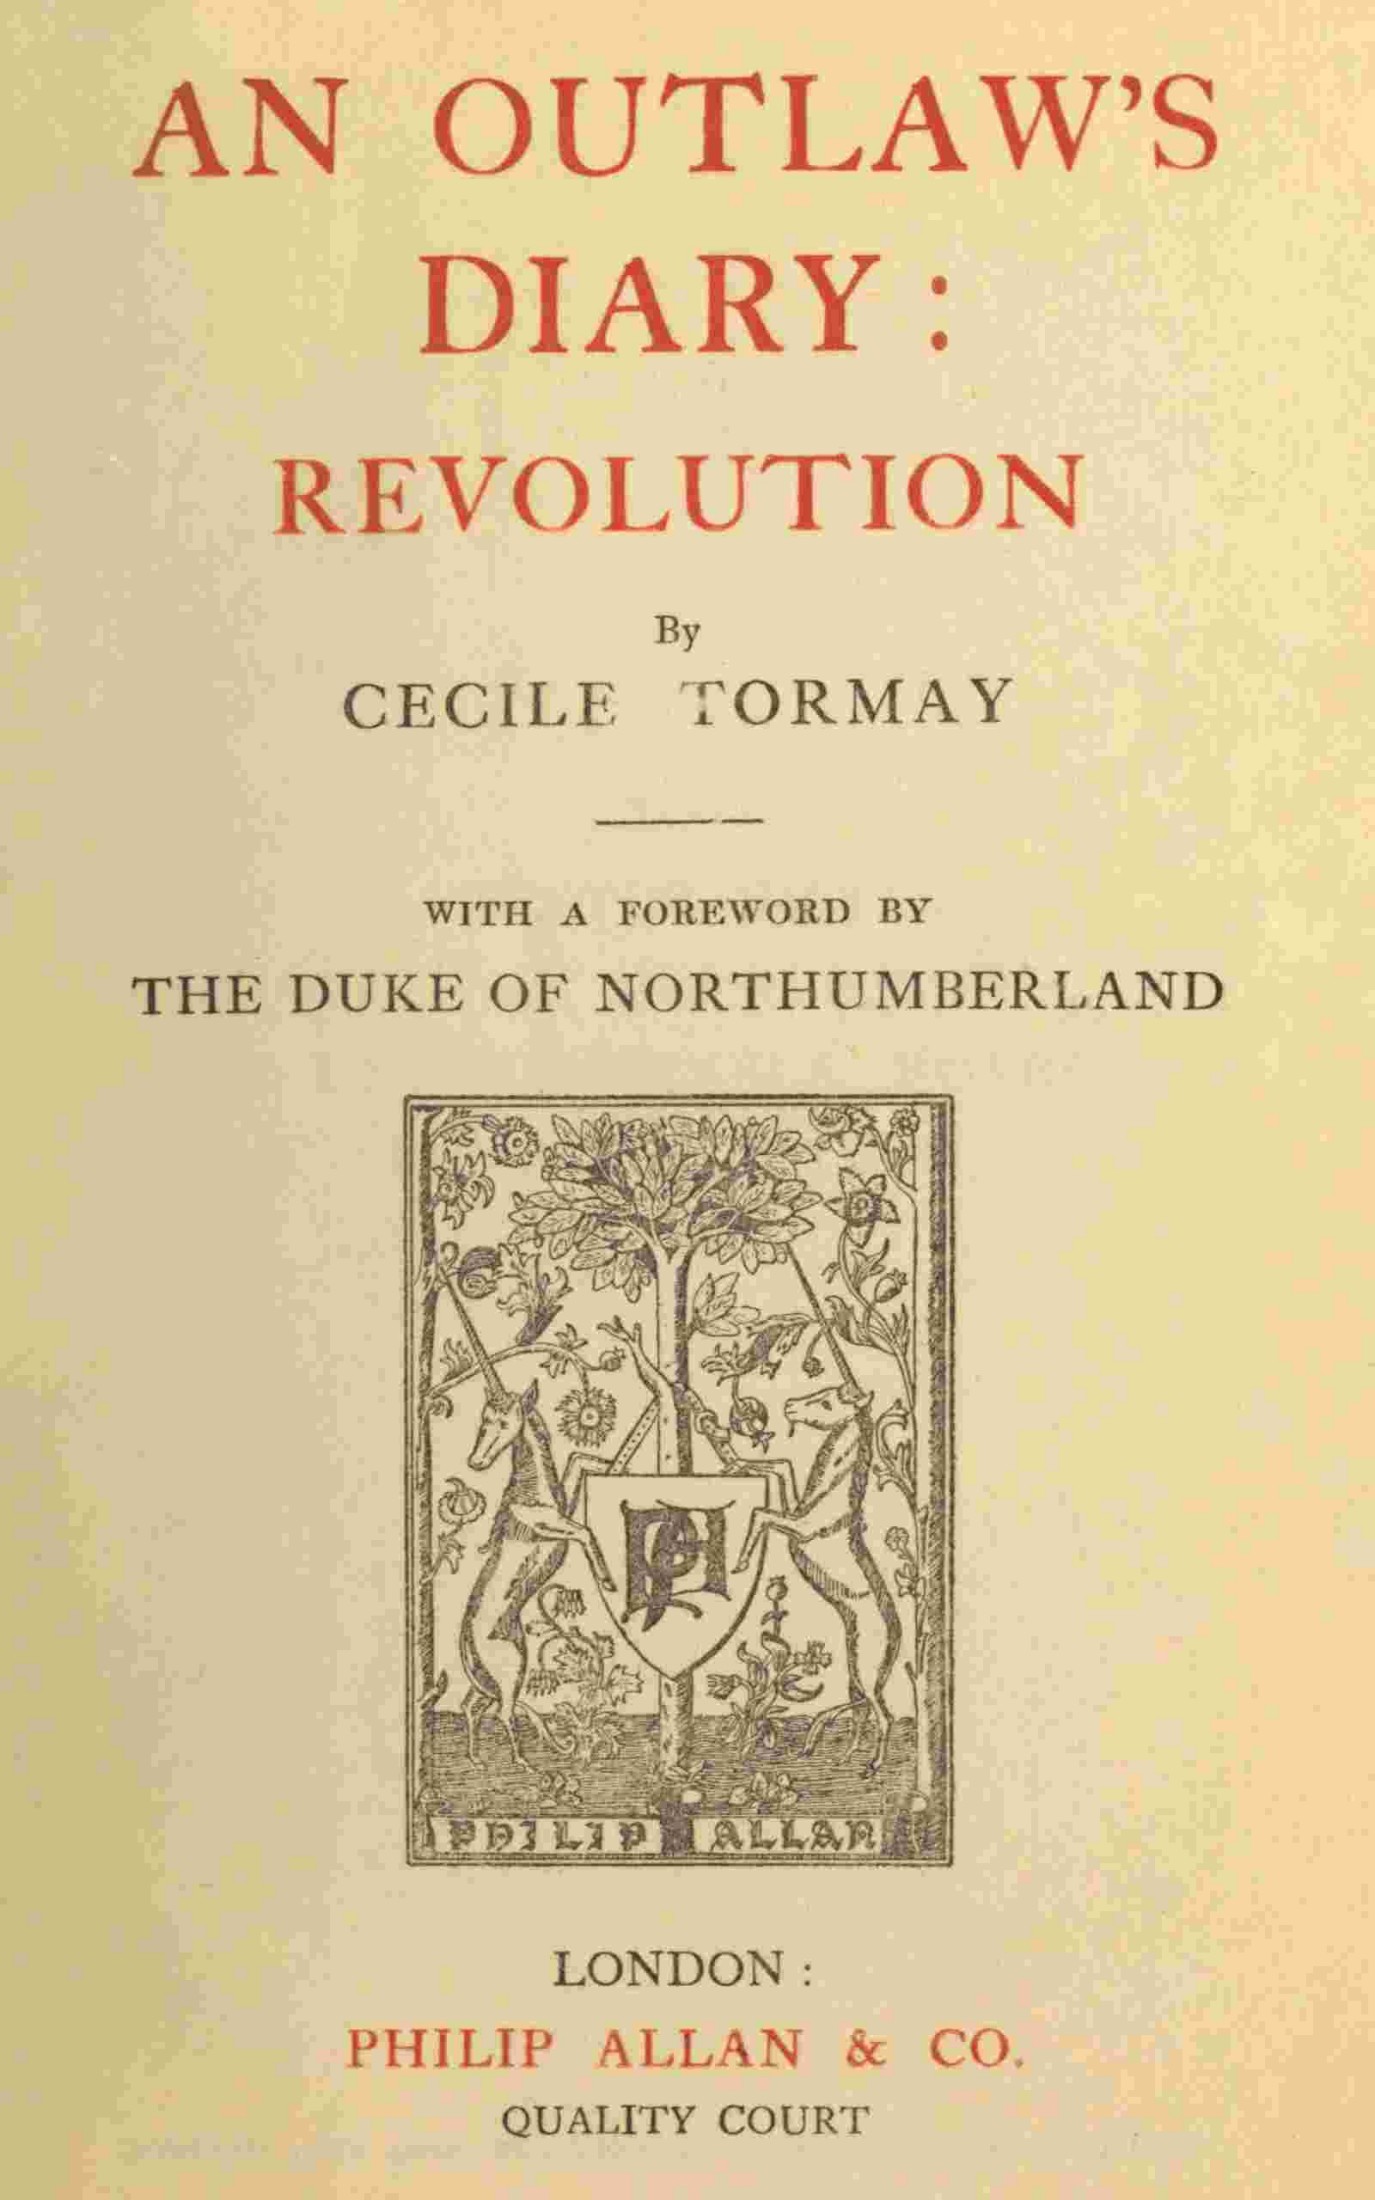 AN OUTLAW'S
DIARY:
REVOLUTION
By
CECILE TORMAY
WITH A FOREWORD BY
THE DUKE OF NORTHUMBERLAND
PA
PHILIP ALLAN
LONDON:
PHILIP ALLAN & CO.
QUALITY COURT